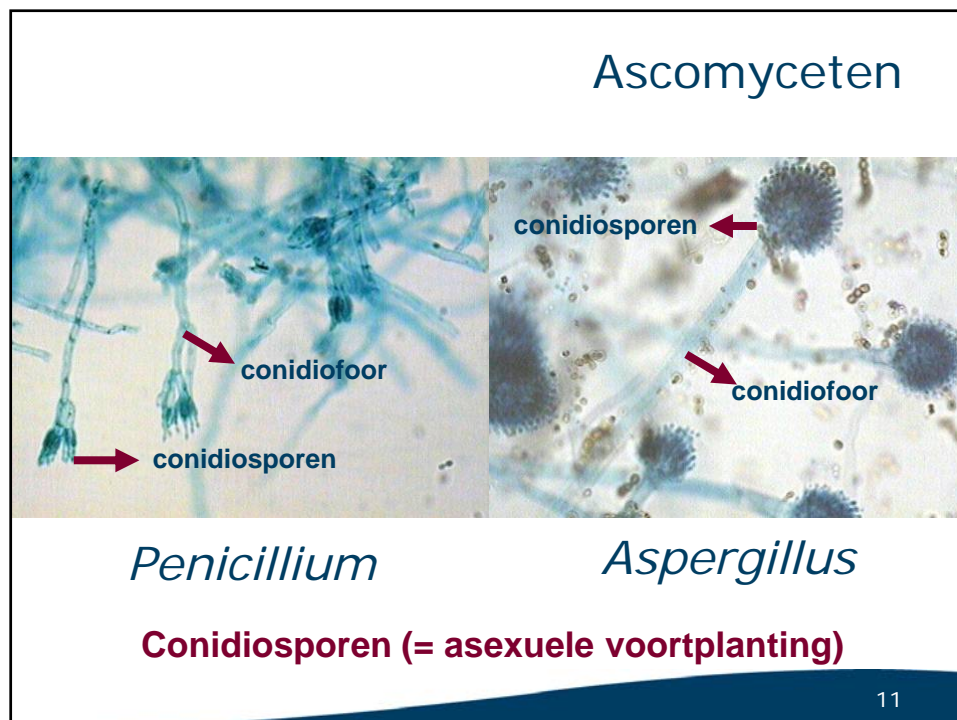 Ascomyceten
conidiofoor
conidiosporen
conidiosporen
conidiofoor
Penicillium
Aspergillus
Conidiosporen (= asexuele voortplanting)
11